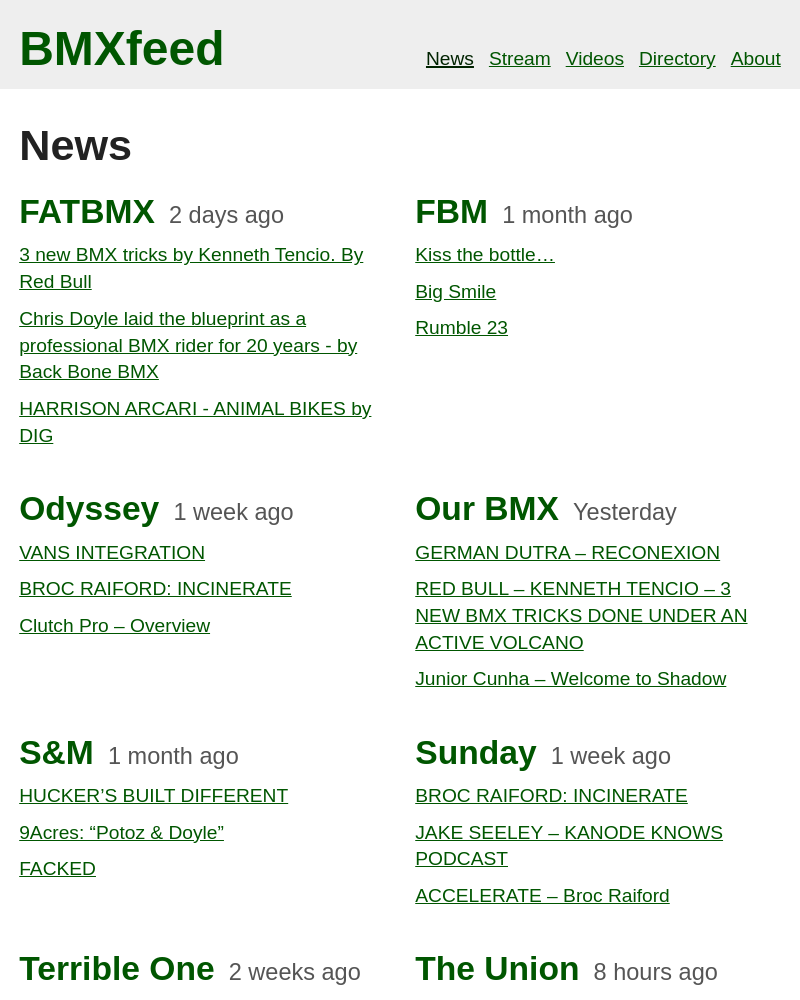 BMXfeed
News Stream Videos Directory About
News
FATBMX 2 days ago
3 new BMX tricks by Kenneth Tencio. By
Red Bull
Chris Doyle laid the blueprint as a
professional BMX rider for 20 years - by
Back Bone BMX
HARRISON ARCARI - ANIMAL BIKES by
DIG
FBM 1 month ago
Kiss the bottle…
Big Smile
Rumble 23
Odyssey 1 week ago
VANS INTEGRATION
BROC RAIFORD: INCINERATE
Clutch Pro – Overview
Our BMX Yesterday
GERMAN DUTRA – RECONEXION
RED BULL – KENNETH TENCIO – 3
NEW BMX TRICKS DONE UNDER AN
ACTIVE VOLCANO
Junior Cunha – Welcome to Shadow
S&M 1 month ago
HUCKER’S BUILT DIFFERENT
9Acres: “Potoz & Doyle”
FACKED
Sunday 1 week ago
BROC RAIFORD: INCINERATE
JAKE SEELEY – KANODE KNOWS
PODCAST
ACCELERATE – Broc Raiford
Terrible One 2 weeks ago
The Union 8 hours ago